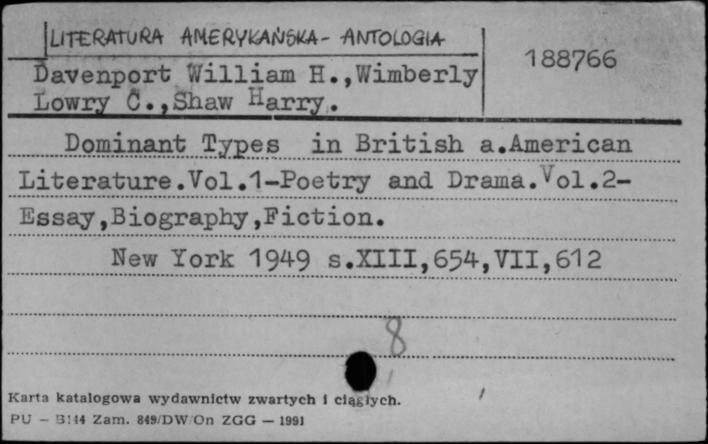 LITERATURA AMERYKAŃSKA - ANTOLOGIA
188766
Davenport William H.,Wimberly
Lowry C.,Shaw Harry.
Dominant Types in British a.American
Literature.Vol.1-Poetry and Drama.Vol.2-
Essay,Biography,Fiction.
New York 1949 s.XIII,654,VII,612
8
Karta katalogowa wydawnictw zwartych i ciągłych.
PU — B144 Zam. 849/DW/On ZGG — 1991